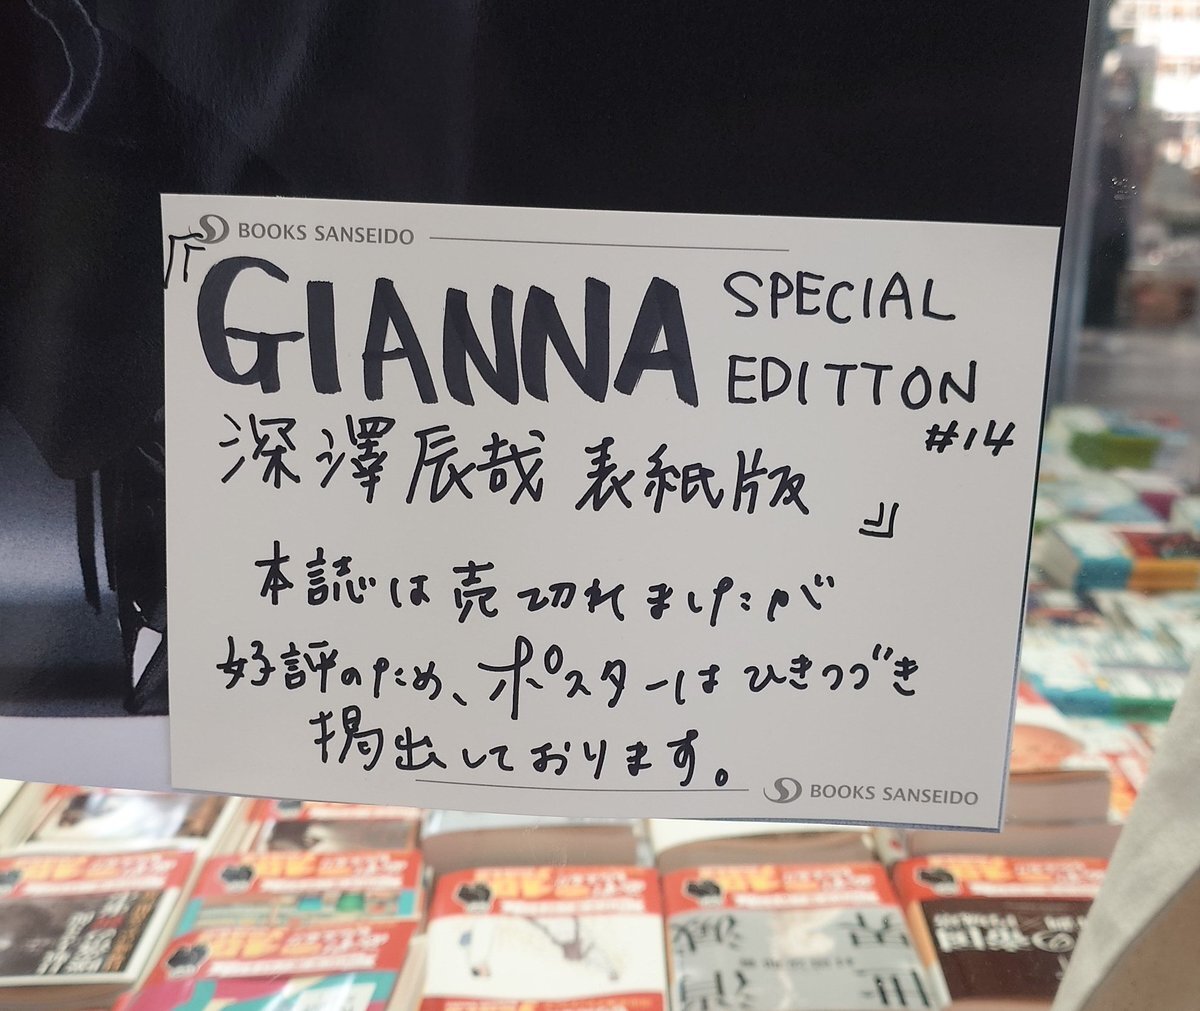 BOOKS SANSEIDO
『GIANNA SPECIAL
EDITTON
#14
深澤辰哉 表紙版』
本誌は売切れましたが
好評のため、ポスターはひきつづき
掲出しております。
BOOKS SANSEIDO